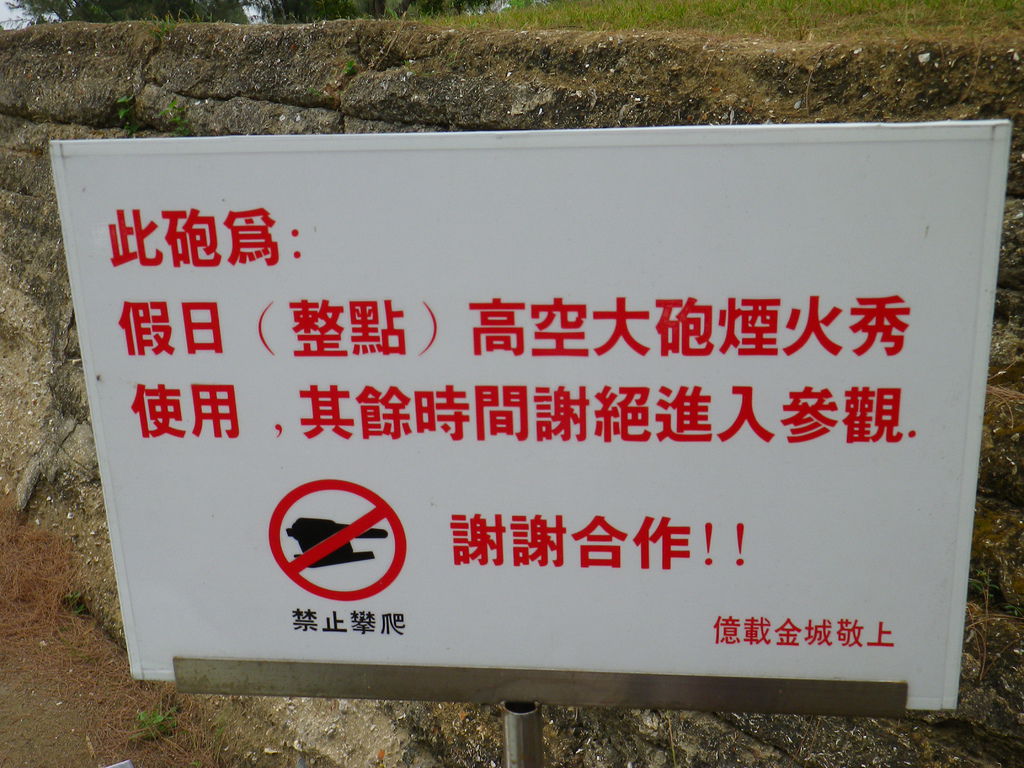 此砲爲:
假日（整點）高空大砲煙火秀
使用，其餘時間謝絕進入參觀.
謝謝合作!!
禁止攀爬
億載金城敬上